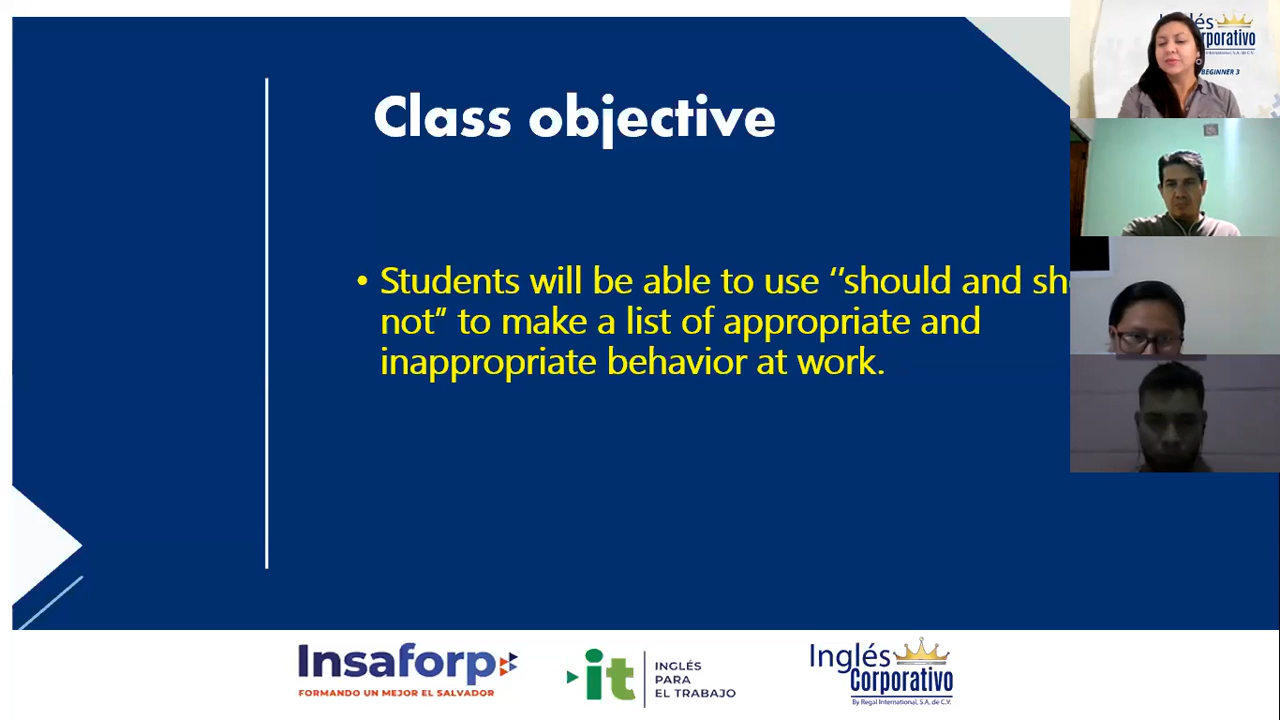 Class objective
• Students will be able to use “should and sh
not” to make a list of appropriate and
inappropriate behavior at work.
Insaforp
FORMANDO UN MEJOR EL SALVADOR
it
INGLÉS
PARA
EL TRABAJO
Inglés
Corporativo
By Regal International, S.A. de C.V.
BEGINNER 3